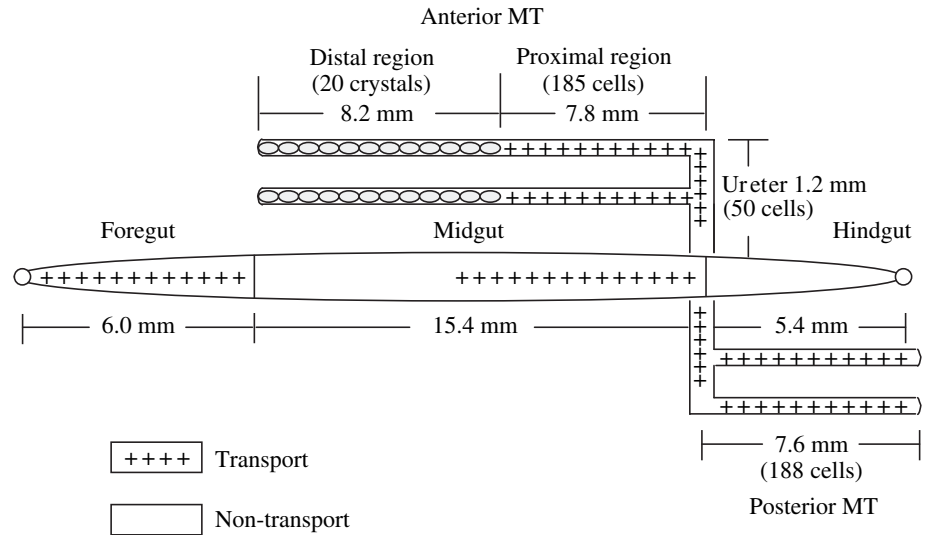 Anterior MT
Distal region
(20 crystals)
8.2 mm
Proximal region
(185 cells)
7.8 mm
Ureter 1.2 mm
(50 cells)
Foregut
Midgut
Hindgut
6.0 mm
15.4 mm
5.4 mm
7.6 mm
(188 cells)
Posterior MT
++++ Transport
Non-transport